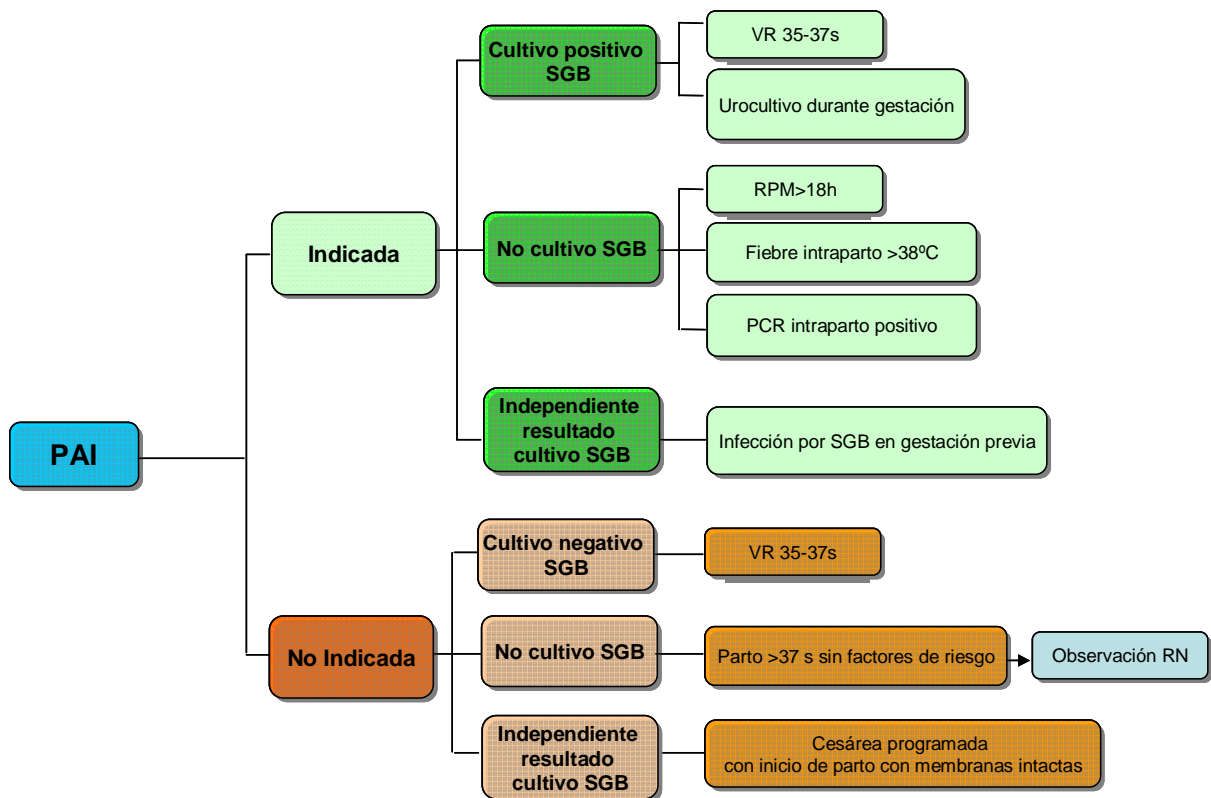 PAI
Indicada
Cultivo positivo
SGB
VR 35-37s
Urocultivo durante gestación
No cultivo SGB
RPM>18h
Fiebre intraparto >38ºC
PCR intraparto positivo
Independiente
resultado
cultivo SGB
Infección por SGB en gestación previa
No Indicada
Cultivo negativo
SGB
VR 35-37s
No cultivo SGB
Parto >37 s sin factores de riesgo
Observación RN
Independiente
resultado
cultivo SGB
Cesárea programada
con inicio de parto con membranas intactas